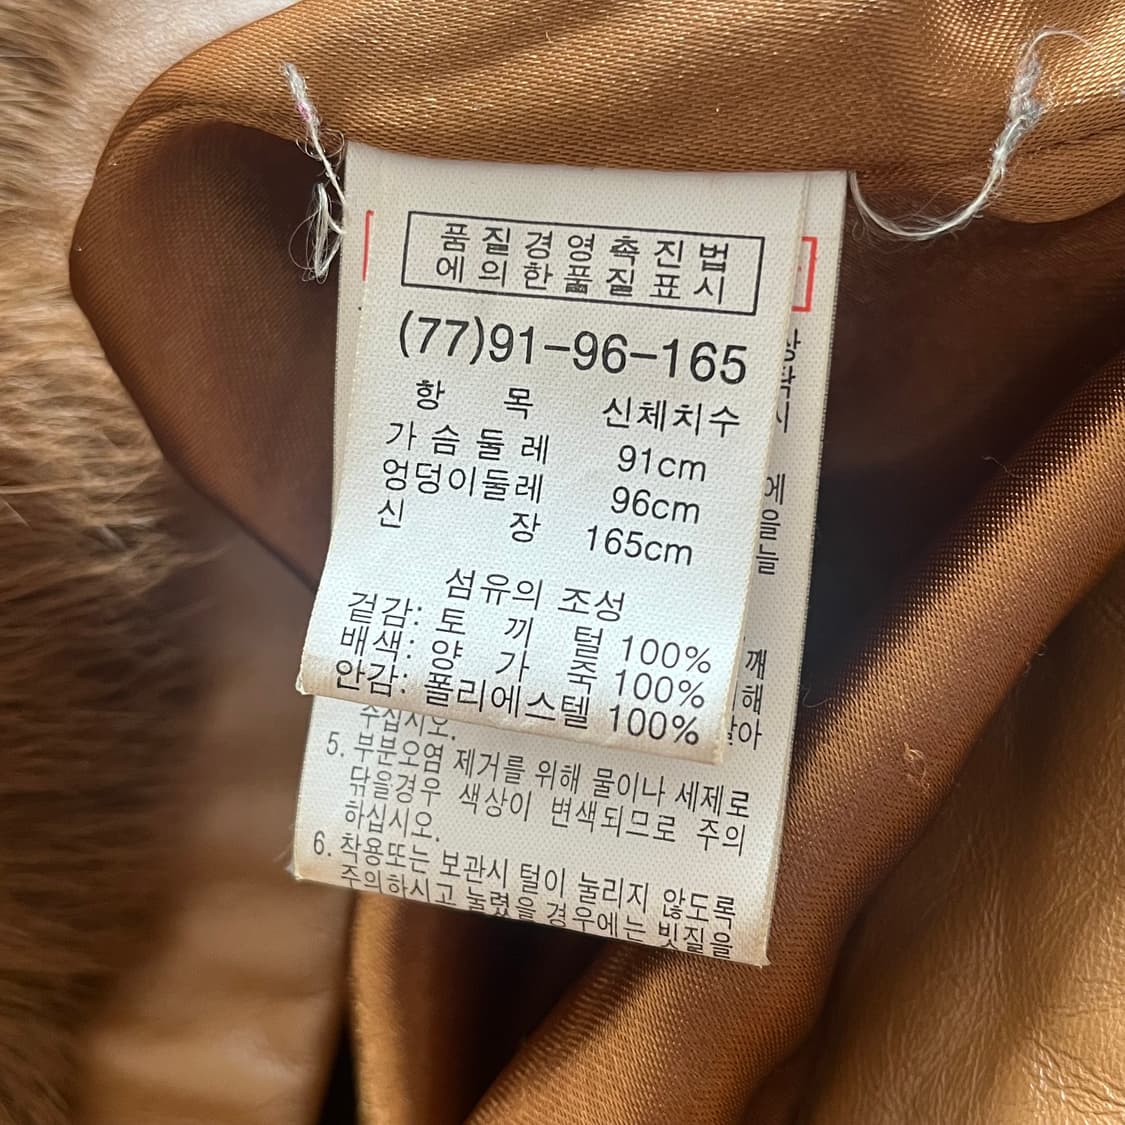 품질경영촉진법
에의한품질표시
(77)91-96-165
항 목 신체치수
가슴둘레 91cm
엉덩이둘레 96cm
신 장 165cm
섬유의 조성
겉감: 토 끼 털 100%
배색: 양 가 죽 100%
안감: 폴리에스텔 100%
주십시오.
5. 부분오염 제거를 위해 물이나 세제로
닦을경우 색상이 변색되므로 주의
하십시오.
6. 착용또는 보관시 털이 눌리지 않도록
주의하시고 눌렸을 경우에는 빗질을